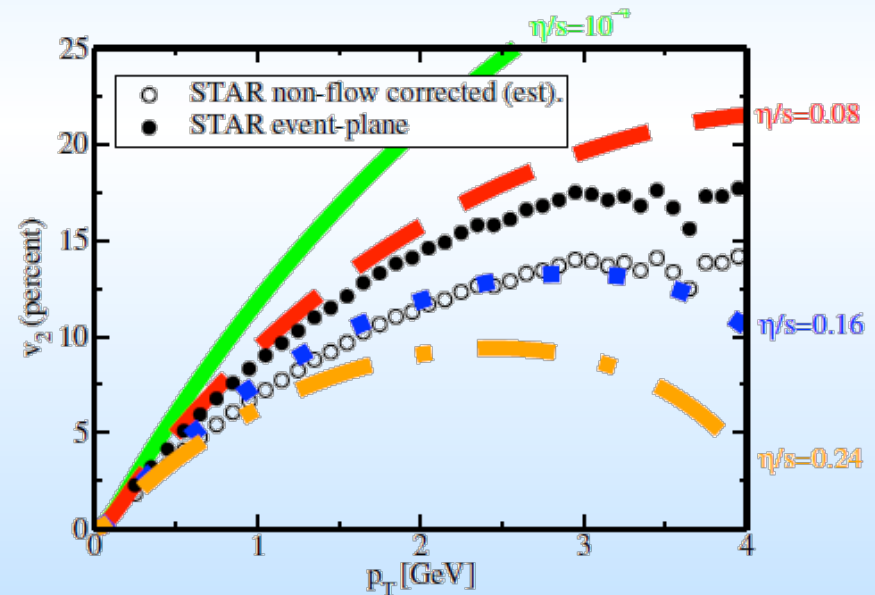 η/s=10⁻⁴
25
STAR non-flow corrected (est).
STAR event-plane
η/s=0.08
20
15
v₂ (percent)
η/s=0.16
10
5
η/s=0.24
0
0 1 2 3 4
p_T [GeV]